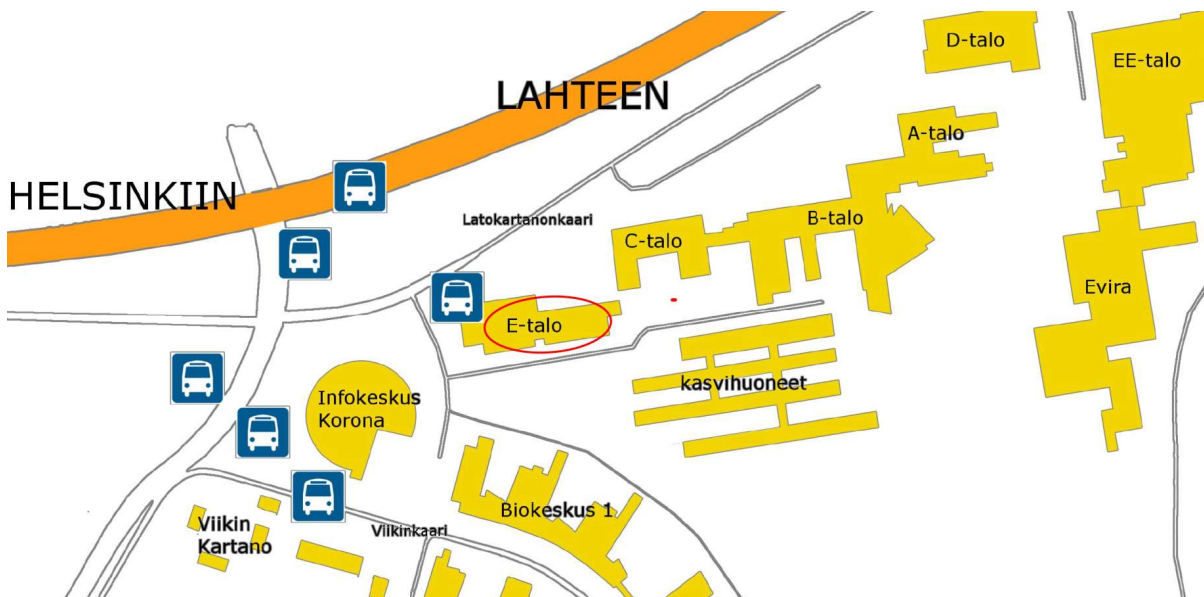 D-talo
EE-talo
LAHTEEN
A-talo
HELSINKIIN
Latokartanonkaari
C-talo
B-talo
Evira
E-talo
kasvihuoneet
Infokeskus
Korona
Biokeskus 1
Viikin
Kartano
Viikinkaari